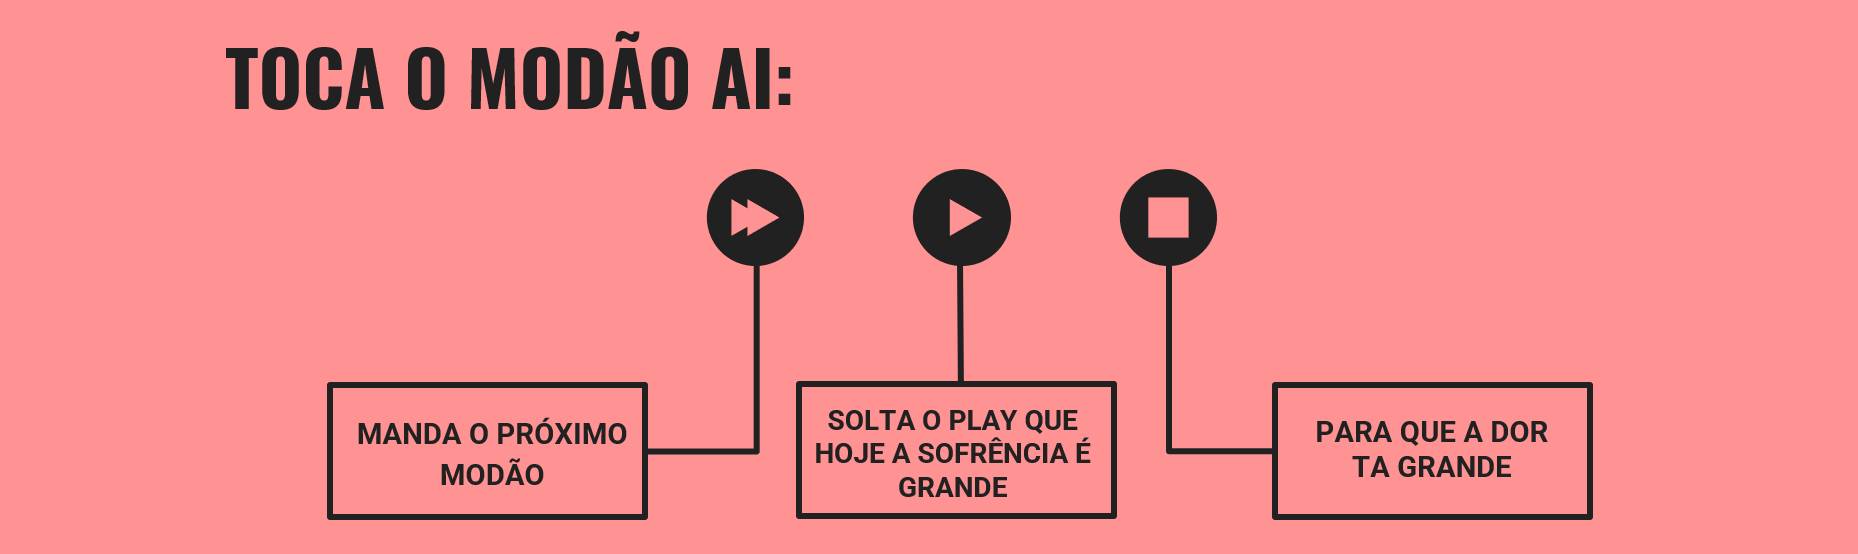 TOCA O MODÃO AI:
MANDA O PRÓXIMO
MODÃO
SOLTA O PLAY QUE
HOJE A SOFRÊNCIA É
GRANDE
PARA QUE A DOR
TA GRANDE